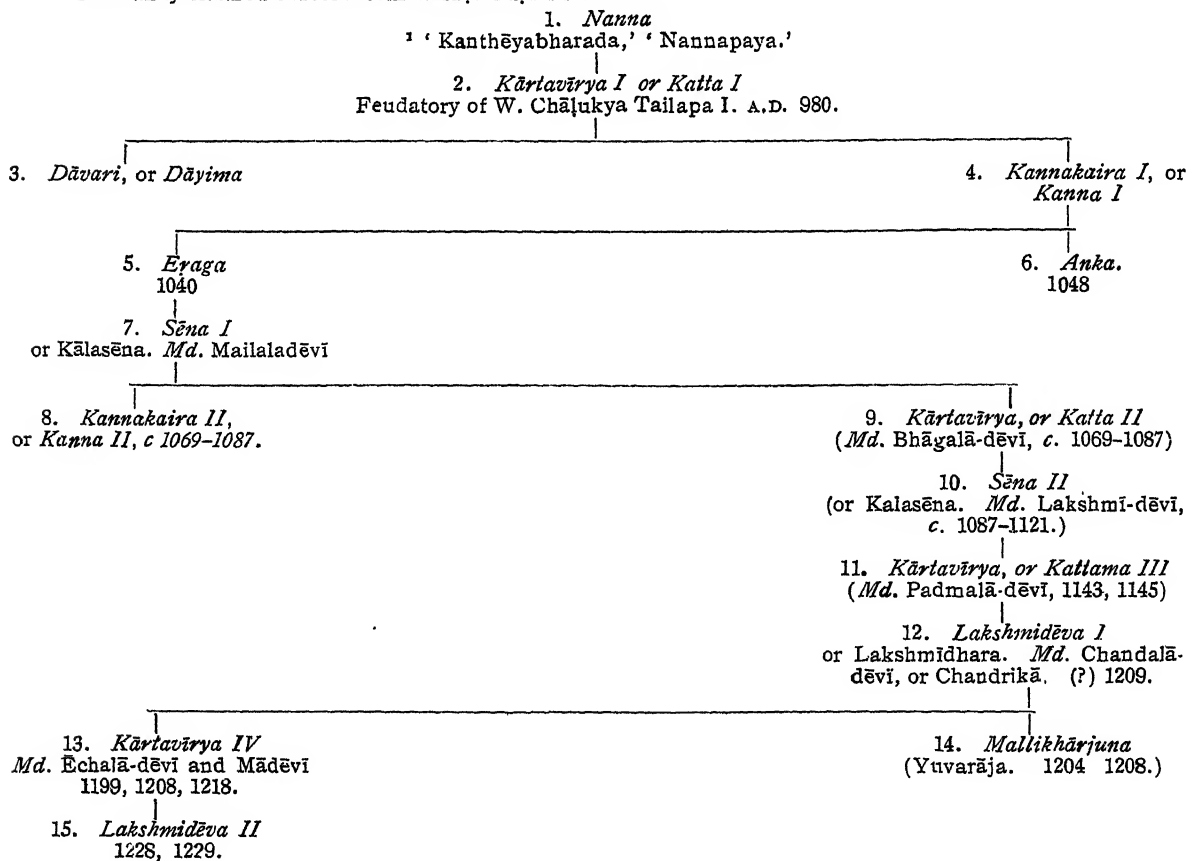 1. Nanna
¹ ‘ Kanthēyabharada,’ ‘ Nannapaya.’
2. Kārtavīrya I or Katta I
Feudatory of W. Chāḷukya Tailapa I. A.D. 980.
3. Dāvari, or Dāyima
4. Kannakaira I, or
Kanna I
5. Eṛaga
1040
6. Anka.
1048
7. Sēna I
or Kālasēna. Md. Mailaladēvī
8. Kannakaira II,
or Kanna II, c 1069-1087.
9. Kārtavīrya, or Katta II
(Md. Bhāgalā-dēvī, c. 1069-1087)
10. Sēna II
(or Kalasēna. Md. Lakshmī-dēvī,
c. 1087-1121.)
11. Kārtavīrya, or Kattama III
(Md. Padmalā-dēvī, 1143, 1145)
12. Lakshmidēva I
or Lakshmīdhara. Md. Chandalā-
dēvī, or Chandrikā. (?) 1209.
13. Kārtavīrya IV
Md. Ēchalā-dēvī and Mādēvī
1199, 1208, 1218.
14. Mallikhārjuna
(Yuvarāja. 1204 1208.)
15. Lakshmidēva II
1228, 1229.